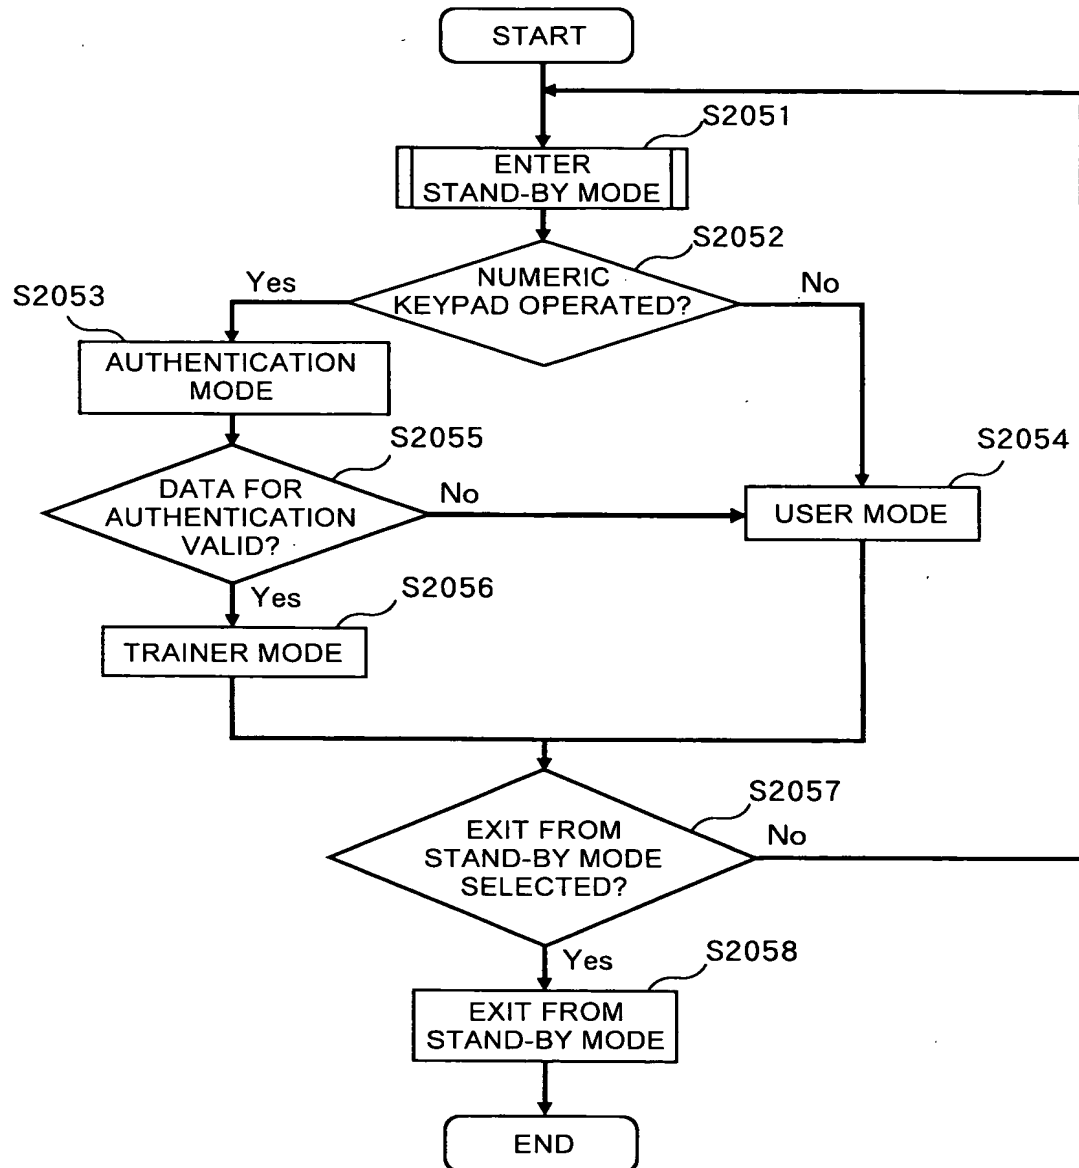 START
S2051
ENTER
STAND-BY MODE
S2052
NUMERIC
KEYPAD OPERATED?
Yes
No
S2053
AUTHENTICATION
MODE
S2055
DATA FOR
AUTHENTICATION
VALID?
No
S2054
USER MODE
Yes
S2056
TRAINER MODE
S2057
EXIT FROM
STAND-BY MODE
SELECTED?
No
Yes
S2058
EXIT FROM
STAND-BY MODE
END